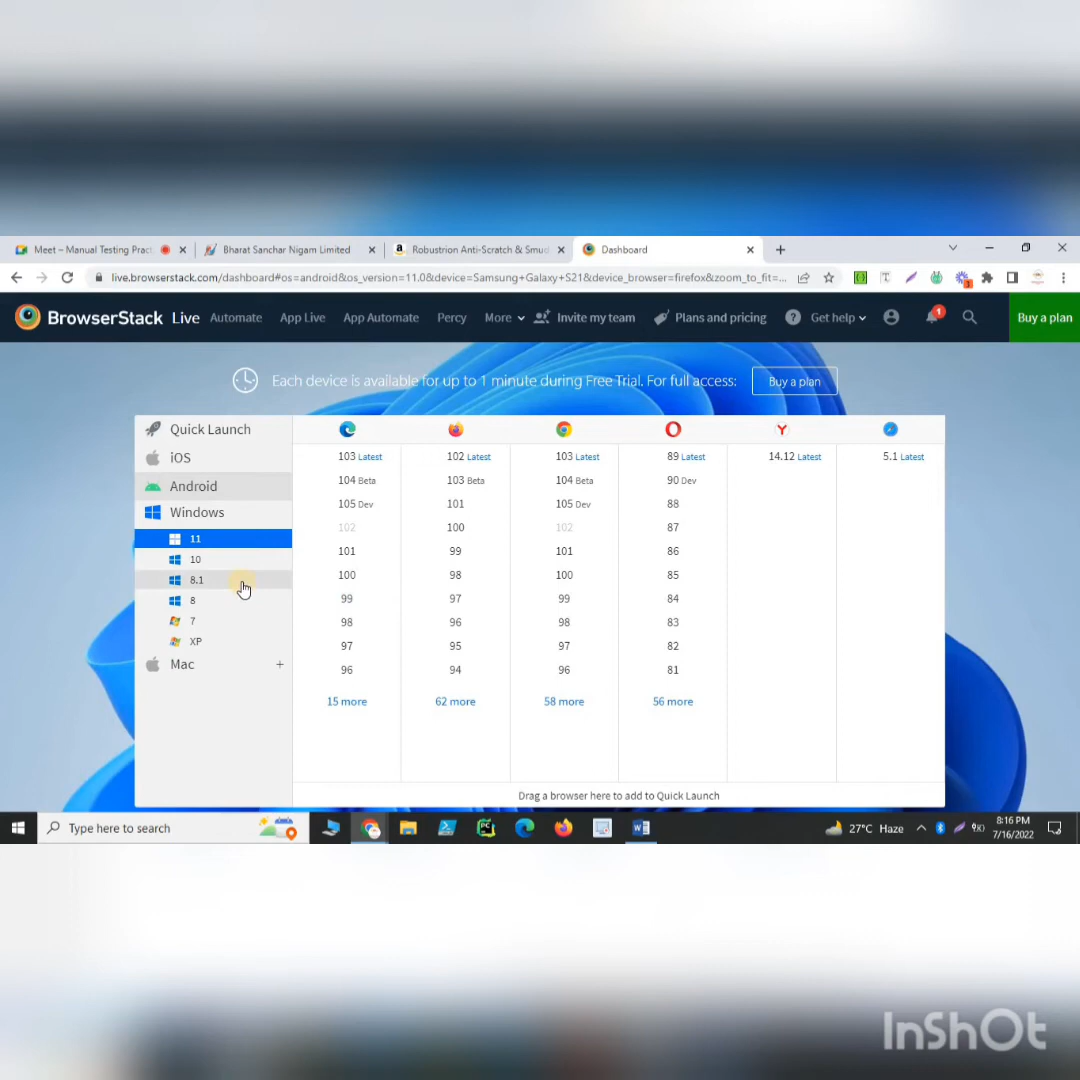 Meet – Manual Testing Pract
Bharat Sanchar Nigam Limited
Robustrion Anti-Scratch & Smud
Dashboard
live.browserstack.com/dashboard#os=android&os_version=11.0&device=Samsung+Galaxy+S21&device_browser=firefox&zoom_to_fit=...
BrowserStack Live Automate App Live App Automate Percy More Invite my team Plans and pricing Get help 1 Buy a plan
Each device is available for up to 1 minute during Free Trial. For full access: Buy a plan
Quick Launch
iOS
Android
Windows
11
10
8.1
8
7
XP
Mac +
103 Latest
104 Beta
105 Dev
102
101
100
99
98
97
96
15 more
102 Latest
103 Beta
101
100
99
98
97
96
95
94
62 more
103 Latest
104 Beta
105 Dev
102
101
100
99
98
97
96
58 more
89 Latest
90 Dev
88
87
86
85
84
83
82
81
56 more
14.12 Latest
5.1 Latest
Drag a browser here to add to Quick Launch
Type here to search
27°C Haze
8:16 PM
7/16/2022
InShOt